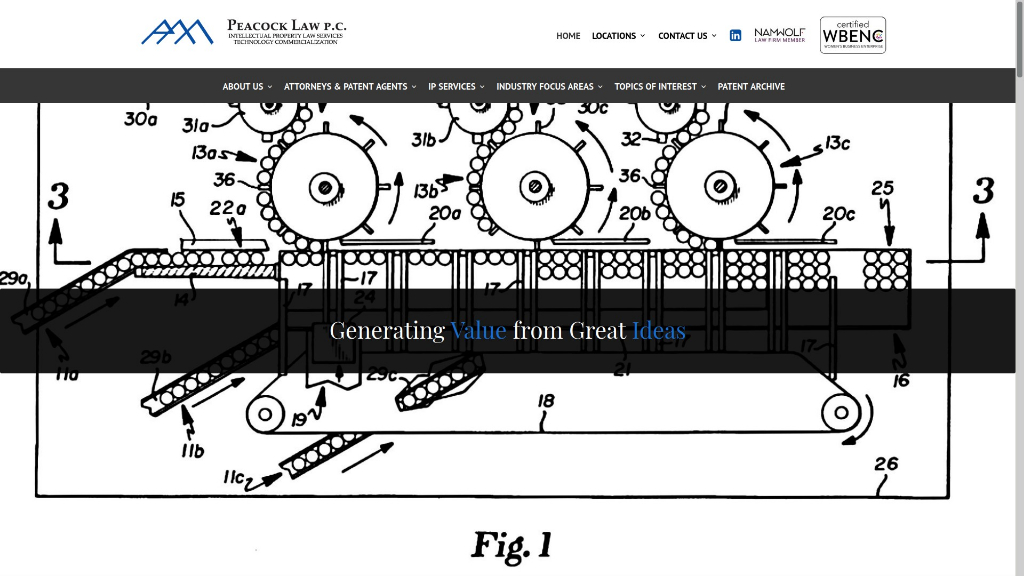 PEACOCK LAW P.C.
INTELLECTUAL PROPERTY LAW SERVICES
TECHNOLOGY COMMERCIALIZATION
HOME LOCATIONS CONTACT US in NAMWOLF
LAW FIRM MEMBER
certified
WBENC
WOMEN'S BUSINESS ENTERPRISE
ABOUT US ATTORNEYS & PATENT AGENTS IP SERVICES INDUSTRY FOCUS AREAS TOPICS OF INTEREST PATENT ARCHIVE
30a 31a 31b 30c 32
13a 13b 13c
36 36
3 15 22a 20a 20b 20c 25 3
29a 14 17 17 17
24
Generating Value from Great Ideas
17 17
11a 29b 29c 21 16
19 18
11b
11c 26
Fig. 1